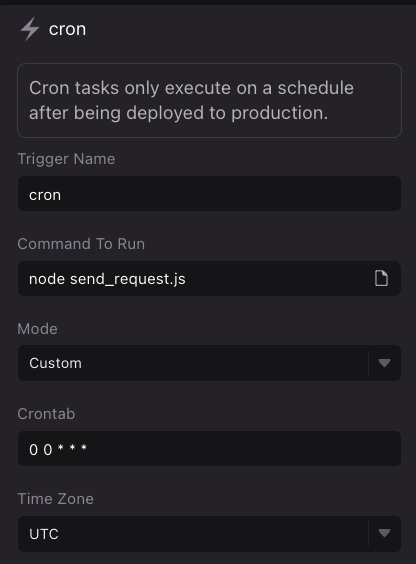 cron
Cron tasks only execute on a schedule
after being deployed to production.
Trigger Name
cron
Command To Run
node send_request.js
Mode
Custom
Crontab
0 0 * * *
Time Zone
UTC